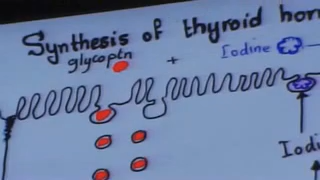 Synthesis of thyroid hor
glycoptn
+
Iodine
Iodi